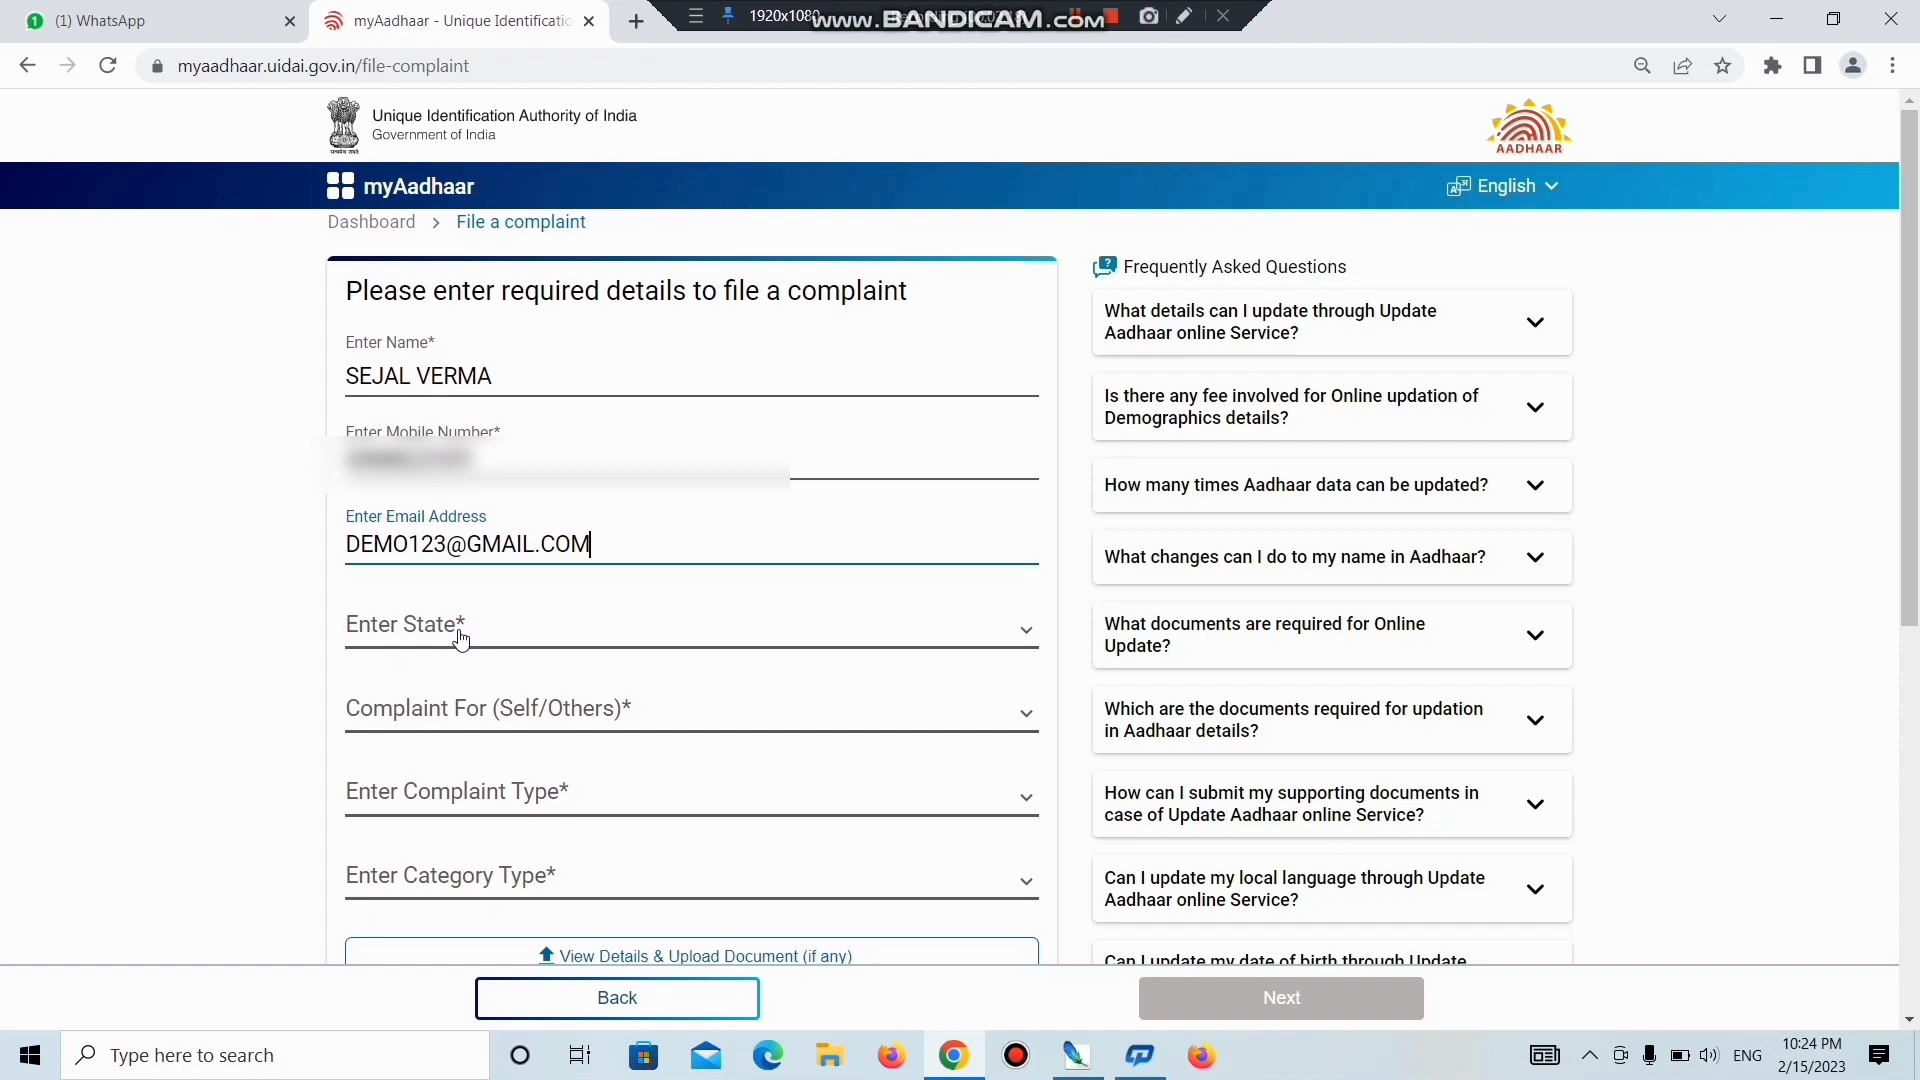 (1) WhatsApp
myAadhaar - Unique Identificatio
1920x1080
www.BANDICAM.com
myaadhaar.uidai.gov.in/file-complaint
Unique Identification Authority of India
Government of India
AADHAAR
myAadhaar
English
Dashboard > File a complaint
Please enter required details to file a complaint
Enter Name*
SEJAL VERMA
Enter Mobile Number*
Enter Email Address
DEMO123@GMAIL.COM
Enter State*
Complaint For (Self/Others)*
Enter Complaint Type*
Enter Category Type*
View Details & Upload Document (if any)
Frequently Asked Questions
What details can I update through Update
Aadhaar online Service?
Is there any fee involved for Online updation of
Demographics details?
How many times Aadhaar data can be updated?
What changes can I do to my name in Aadhaar?
What documents are required for Online
Update?
Which are the documents required for updation
in Aadhaar details?
How can I submit my supporting documents in
case of Update Aadhaar online Service?
Can I update my local language through Update
Aadhaar online Service?
Can I update my date of birth through Update
Back
Next
Type here to search
ENG
10:24 PM
2/15/2023